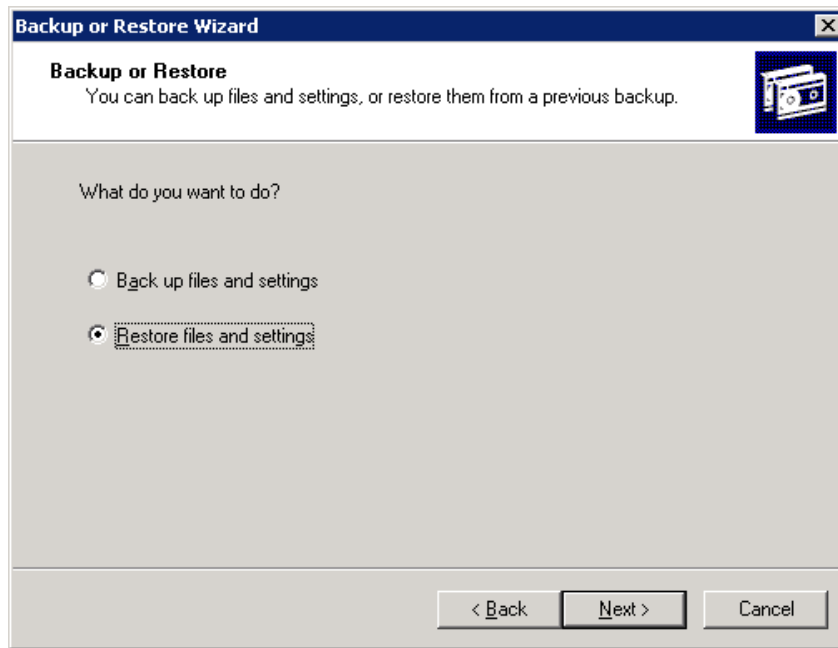 Backup or Restore Wizard
Backup or Restore
You can back up files and settings, or restore them from a previous backup.
What do you want to do?
Back up files and settings
Restore files and settings
< Back
Next >
Cancel